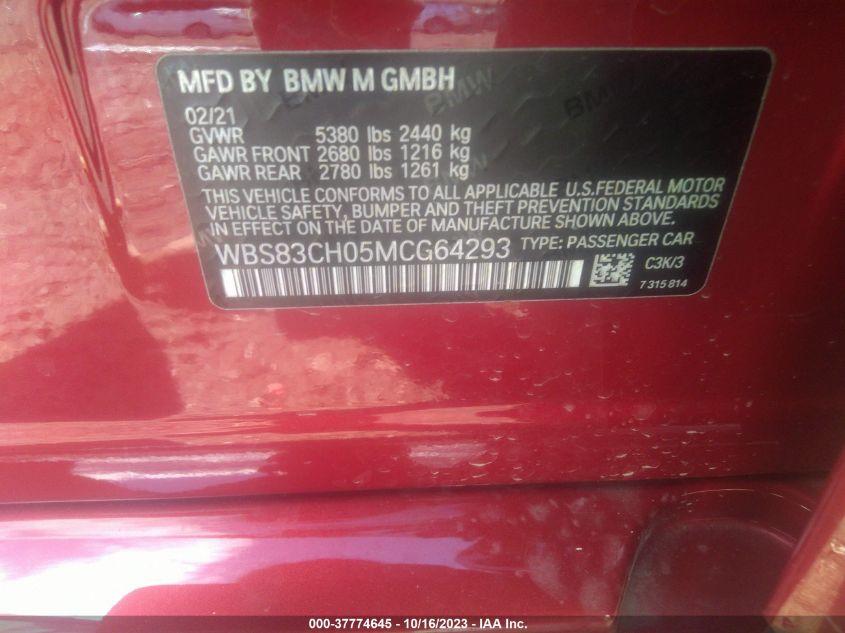 MFD BY BMW M GMBH
02/21
GVWR 5380 lbs 2440 kg
GAWR FRONT 2680 lbs 1216 kg
GAWR REAR 2780 lbs 1261 kg
THIS VEHICLE CONFORMS TO ALL APPLICABLE U.S.FEDERAL MOTOR
VEHICLE SAFETY, BUMPER AND THEFT PREVENTION STANDARDS
IN EFFECT ON THE DATE OF MANUFACTURE SHOWN ABOVE.
WBS83CH05MCG64293 TYPE: PASSENGER CAR
C3K/3
7 315 814
000-37774645 - 10/16/2023 - IAA Inc.